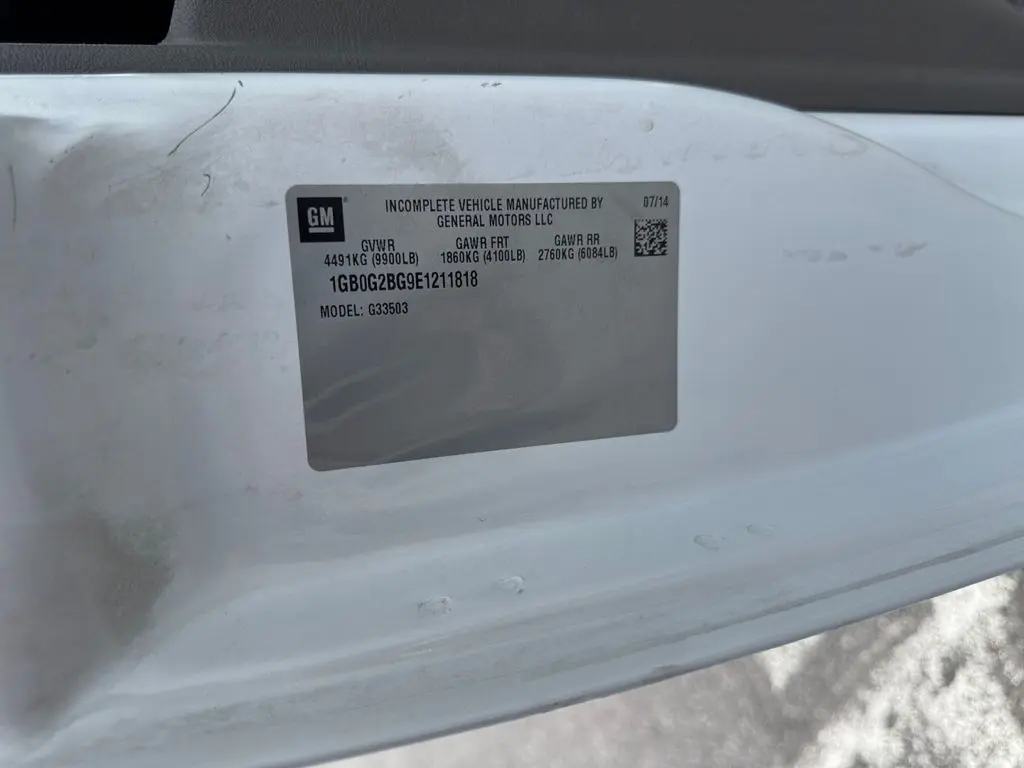 GM
INCOMPLETE VEHICLE MANUFACTURED BY
GENERAL MOTORS LLC
07/14
GVWR GAWR FRT GAWR RR
4491KG (9900LB) 1860KG (4100LB) 2760KG (6084LB)
1GB0G2BG9E1211818
MODEL: G33503